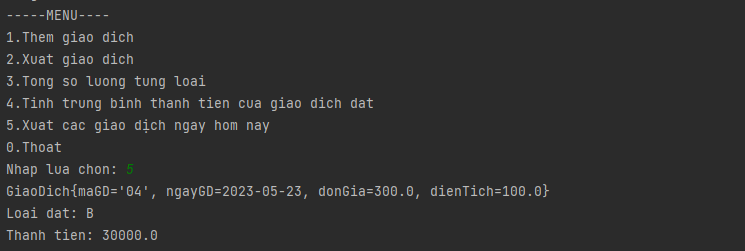 -----MENU----
1.Them giao dich
2.Xuat giao dich
3.Tong so luong tung loai
4.Tinh trung binh thanh tien cua giao dich dat
5.Xuat cac giao dịch ngay hom nay
0.Thoat
Nhap lua chon: 5
GiaoDich{maGD='04', ngayGD=2023-05-23, donGia=300.0, dienTich=100.0}
Loai dat: B
Thanh tien: 30000.0